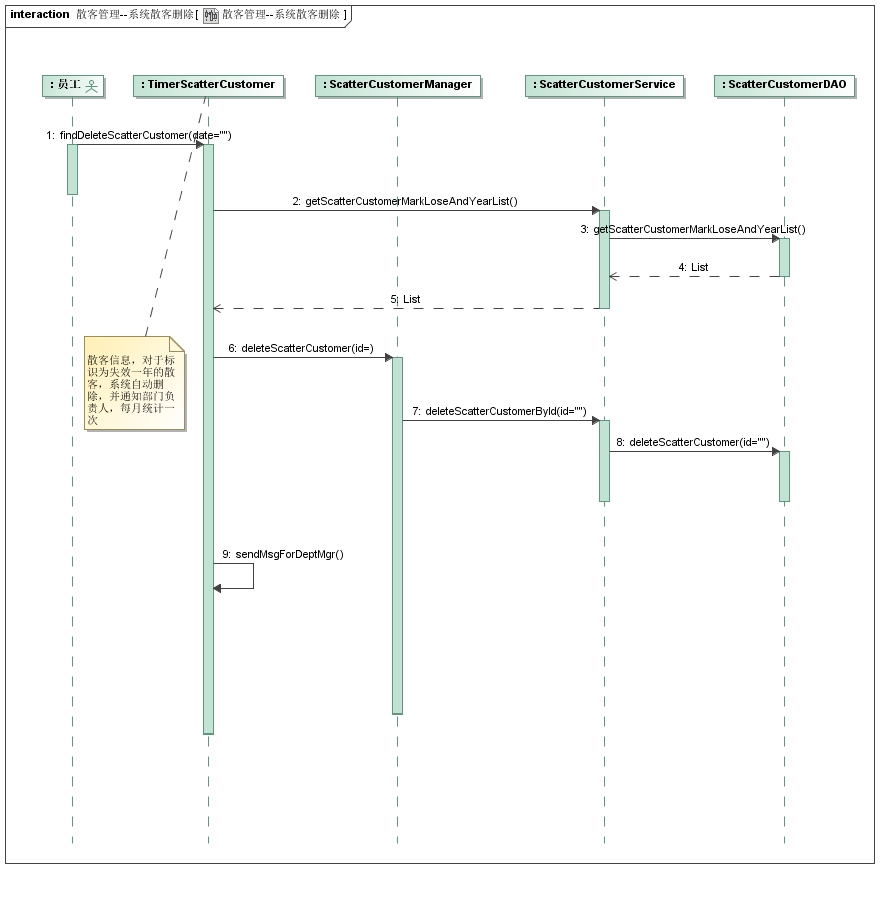 interaction 散客管理--系统散客删除[ 散客管理--系统散客删除 ]
: 员工
: TimerScatterCustomer
: ScatterCustomerManager
: ScatterCustomerService
: ScatterCustomerDAO
1: findDeleteScatterCustomer(date="")
2: getScatterCustomerMarkLoseAndYearList()
3: getScatterCustomerMarkLoseAndYearList()
4: List
5: List
6: deleteScatterCustomer(id=)
散客信息，对于标
识为失效一年的散
客，系统自动删
除，并通知部门负
责人，每月统计一
次
7: deleteScatterCustomerById(id="")
8: deleteScatterCustomer(id="")
9: sendMsgForDeptMgr()